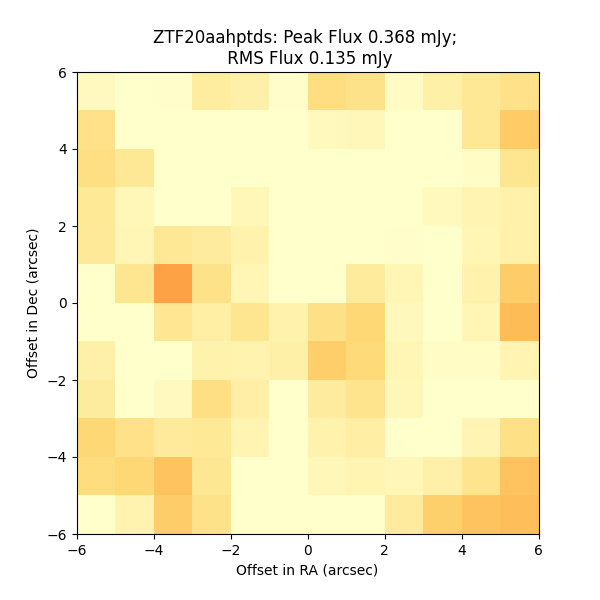 ZTF20aahptds: Peak Flux 0.368 mJy;
RMS Flux 0.135 mJy
6
4
2
0
−2
−4
−6
Offset in Dec (arcsec)
−6 −4 −2 0 2 4 6
Offset in RA (arcsec)